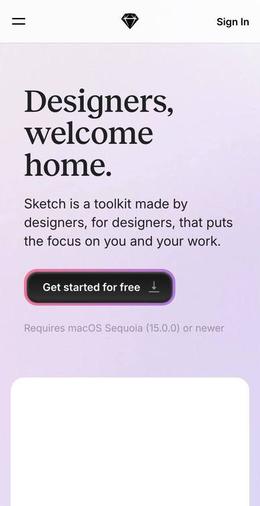 Sign In
Designers,
welcome
home.
Sketch is a toolkit made by
designers, for designers, that puts
the focus on you and your work.
Get started for free
Requires macOS Sequoia (15.0.0) or newer